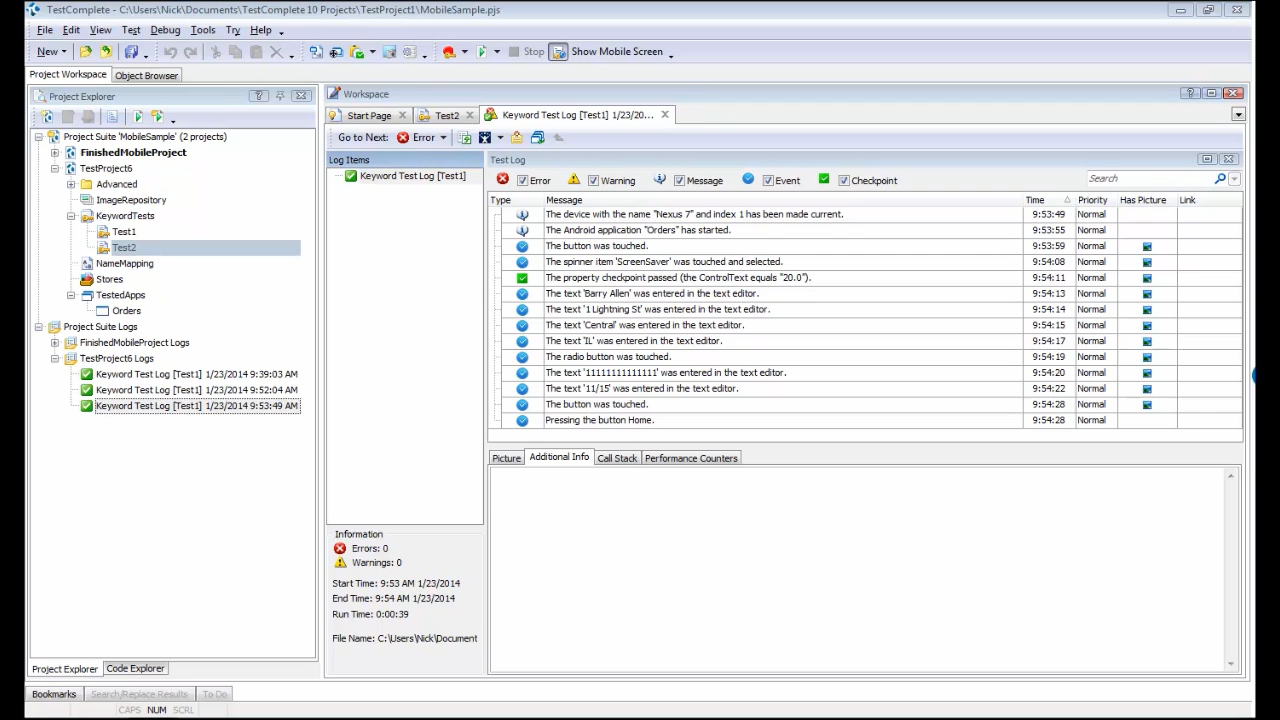 TestComplete - C:\Users\Nick\Documents\TestComplete 10 Projects\TestProject1\MobileSample.pjs
File Edit View Test Debug Tools Try Help
New Stop Show Mobile Screen
Project Workspace Object Browser
Project Explorer
Project Suite 'MobileSample' (2 projects)
FinishedMobileProject
TestProject6
Advanced
ImageRepository
KeywordTests
Test1
Test2
NameMapping
Stores
TestedApps
Orders
Project Suite Logs
FinishedMobileProject Logs
TestProject6 Logs
Keyword Test Log [Test1] 1/23/2014 9:39:03 AM
Keyword Test Log [Test1] 1/23/2014 9:52:04 AM
Keyword Test Log [Test1] 1/23/2014 9:53:49 AM
Project Explorer Code Explorer
Workspace
Start Page Test2 Keyword Test Log [Test1] 1/23/20...
Go to Next: Error
Log Items
Keyword Test Log [Test1]
Information
Errors: 0
Warnings: 0
Start Time: 9:53 AM 1/23/2014
End Time: 9:54 AM 1/23/2014
Run Time: 0:00:39
File Name: C:\Users\Nick\Document
Test Log
Error Warning Message Event Checkpoint Search
Type Message Time Priority Has Picture Link
The device with the name "Nexus 7" and index 1 has been made current. 9:53:49 Normal
The Android application "Orders" has started. 9:53:55 Normal
The button was touched. 9:53:59 Normal
The spinner item 'ScreenSaver' was touched and selected. 9:54:08 Normal
The property checkpoint passed (the ControlText equals "20.0"). 9:54:11 Normal
The text 'Barry Allen' was entered in the text editor. 9:54:13 Normal
The text '1 Lightning St' was entered in the text editor. 9:54:14 Normal
The text 'Central' was entered in the text editor. 9:54:15 Normal
The text 'IL' was entered in the text editor. 9:54:17 Normal
The radio button was touched. 9:54:19 Normal
The text '11111111111111' was entered in the text editor. 9:54:20 Normal
The text '11/15' was entered in the text editor. 9:54:22 Normal
The button was touched. 9:54:28 Normal
Pressing the button Home. 9:54:28 Normal
Picture Additional Info Call Stack Performance Counters
Bookmarks Search/Replace Results To Do
CAPS NUM SCRL